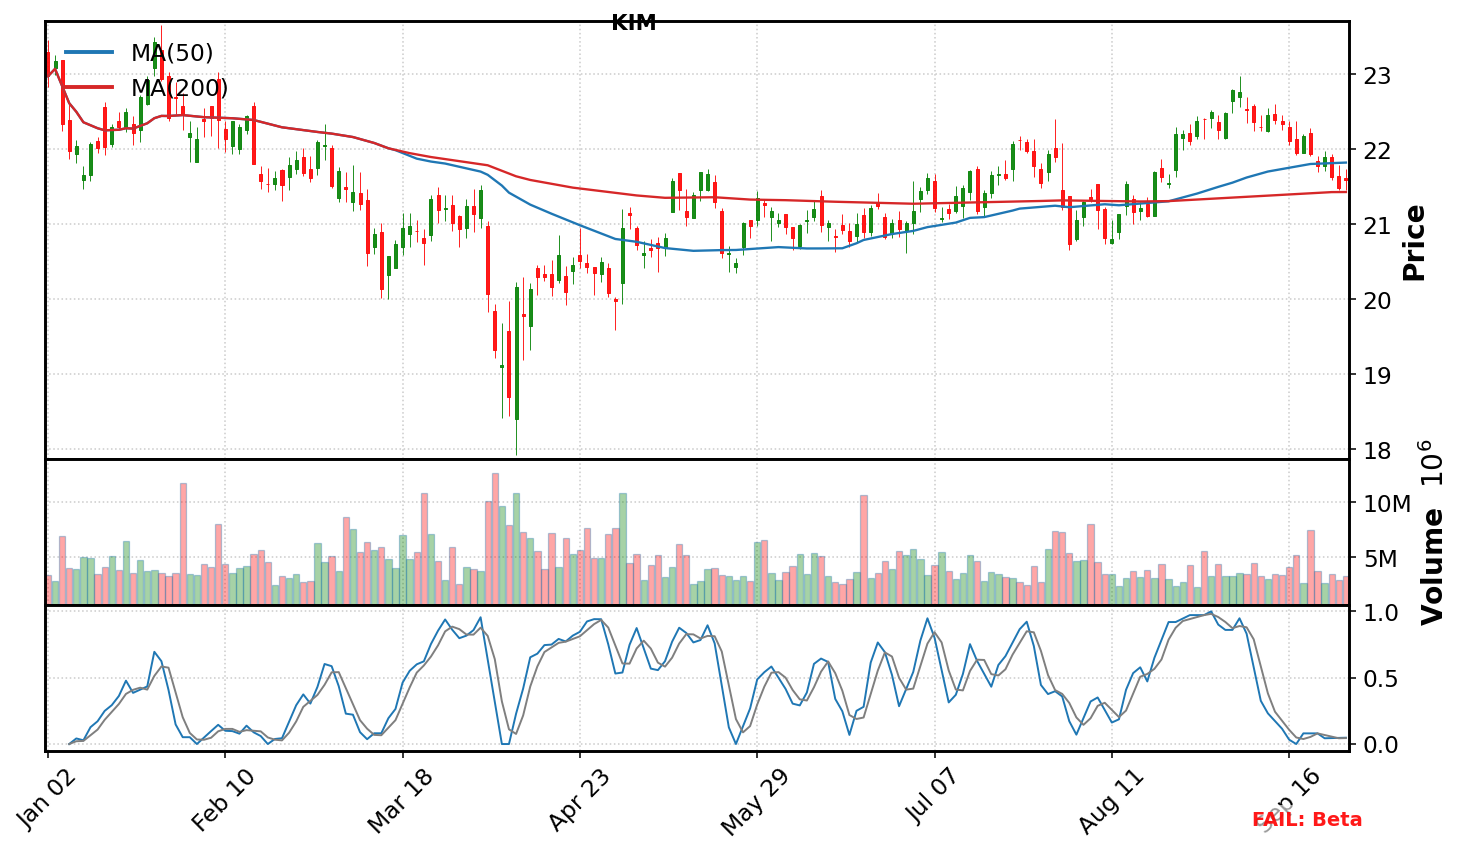 KIM
MA(50)
MA(200)
23
22
21
20
19
18
Price
10M
5M
Volume 10^6
1.0
0.5
0.0
Jan 02
Feb 10
Mar 18
Apr 23
May 29
Jul 07
Aug 11
Sep 16
FAIL: Beta